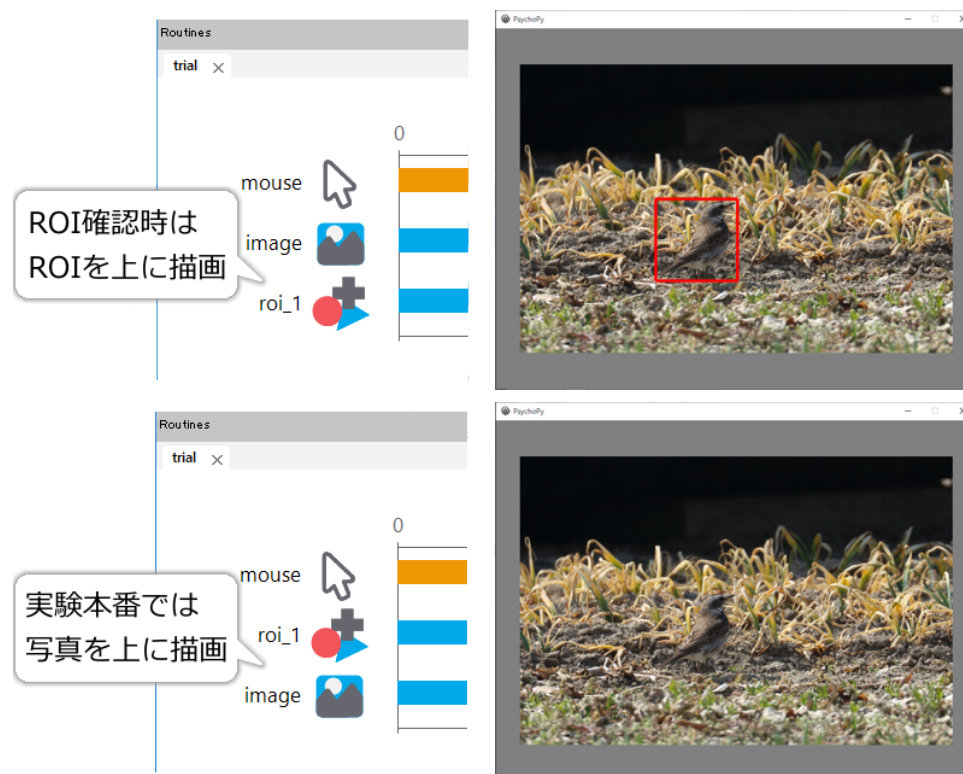 Routines
trial
0
mouse
image
roi_1
ROI確認時は
ROIを上に描画
PsychoPy
Routines
trial
0
mouse
roi_1
image
実験本番では
写真を上に描画
PsychoPy